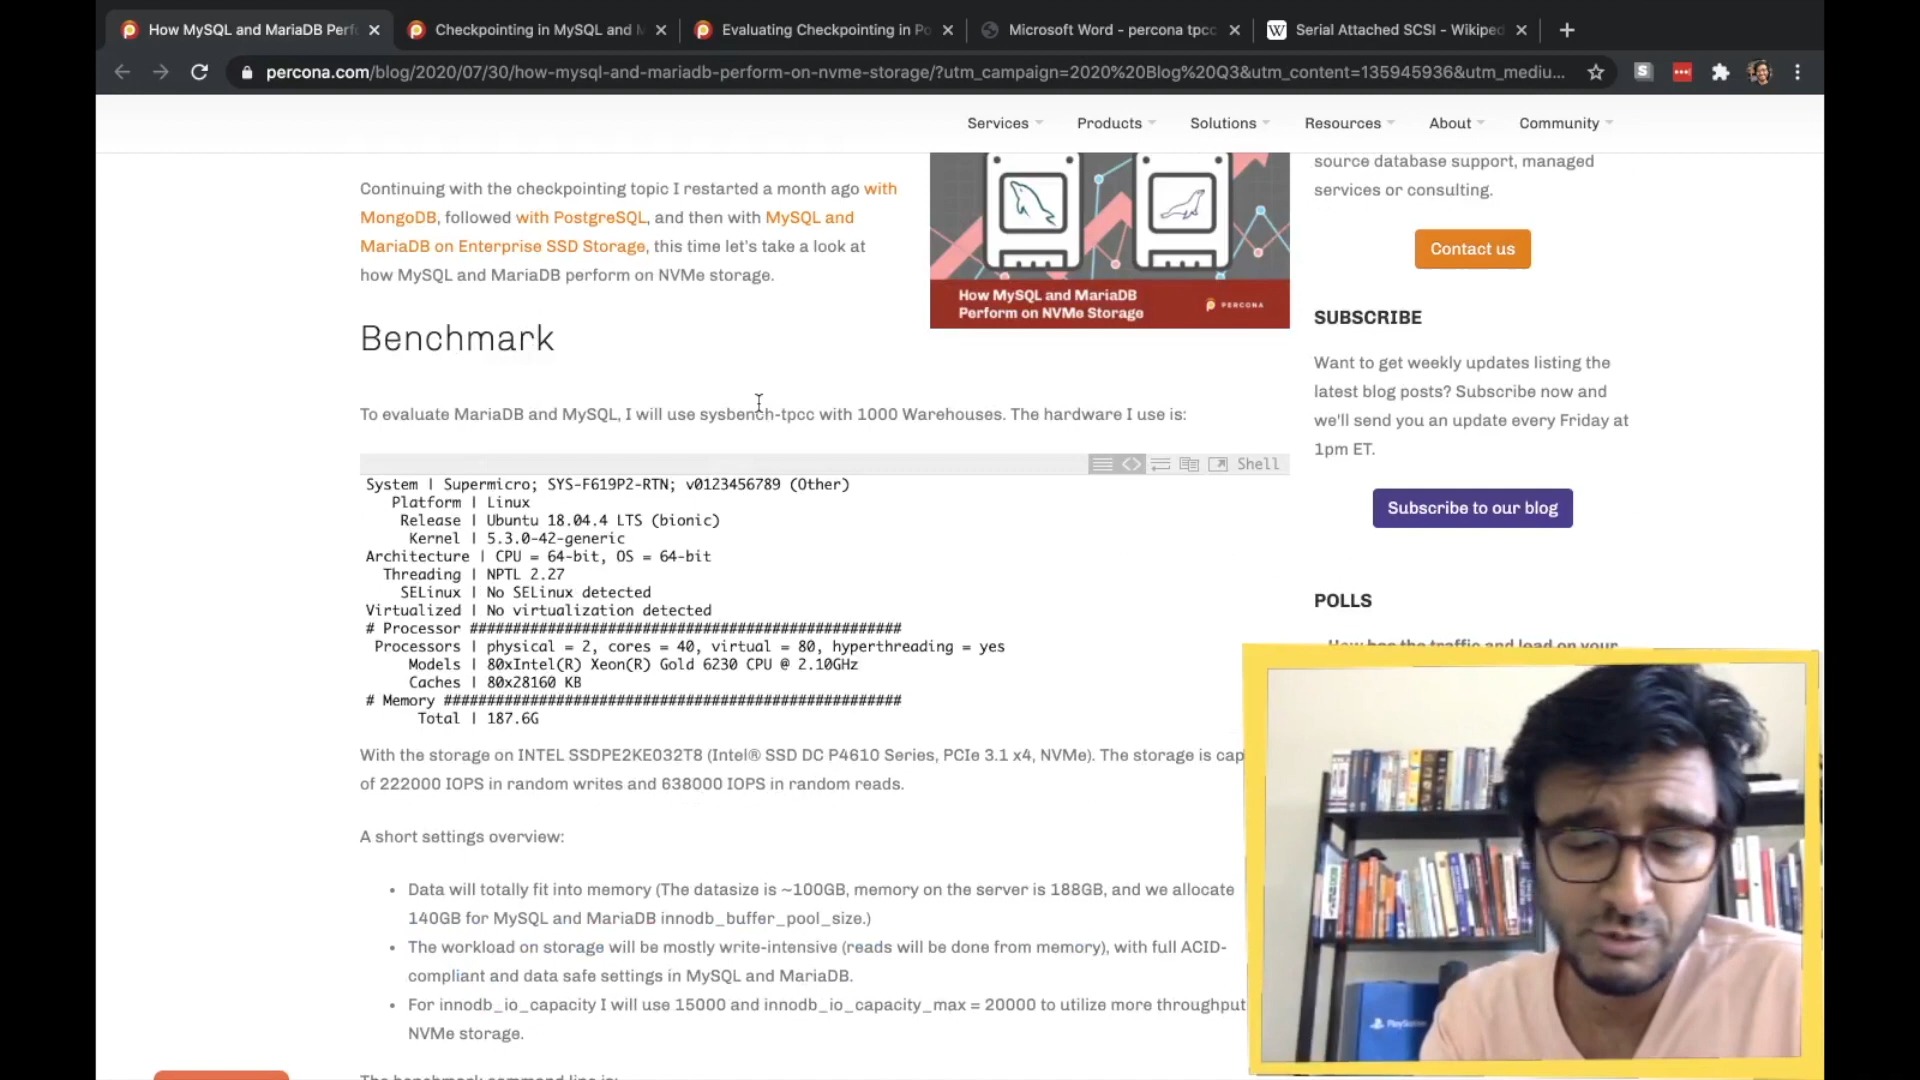 How MySQL and MariaDB Perf
Checkpointing in MySQL and M
Evaluating Checkpointing in Po
Microsoft Word - percona tpcc
Serial Attached SCSI - Wikiped
percona.com/blog/2020/07/30/how-mysql-and-mariadb-perform-on-nvme-storage/?utm_campaign=2020%20Blog%20Q3&utm_content=135945936&utm_mediu...
Services
Products
Solutions
Resources
About
Community
Continuing with the checkpointing topic I restarted a month ago with
MongoDB, followed with PostgreSQL, and then with MySQL and
MariaDB on Enterprise SSD Storage, this time let's take a look at
how MySQL and MariaDB perform on NVMe storage.
How MySQL and MariaDB
Perform on NVMe Storage
PERCONA
source database support, managed
services or consulting.
Contact us
SUBSCRIBE
Want to get weekly updates listing the
latest blog posts? Subscribe now and
we'll send you an update every Friday at
1pm ET.
Subscribe to our blog
POLLS
How has the traffic and load on your
Benchmark
To evaluate MariaDB and MySQL, I will use sysbench-tpcc with 1000 Warehouses. The hardware I use is:
Shell
System | Supermicro; SYS-F619P2-RTN; v0123456789 (Other)
Platform | Linux
Release | Ubuntu 18.04.4 LTS (bionic)
Kernel | 5.3.0-42-generic
Architecture | CPU = 64-bit, OS = 64-bit
Threading | NPTL 2.27
SELinux | No SELinux detected
Virtualized | No virtualization detected
# Processor ##################################################
Processors | physical = 2, cores = 40, virtual = 80, hyperthreading = yes
Models | 80xIntel(R) Xeon(R) Gold 6230 CPU @ 2.10GHz
Caches | 80x28160 KB
# Memory #####################################################
Total | 187.6G
With the storage on INTEL SSDPE2KE032T8 (Intel® SSD DC P4610 Series, PCIe 3.1 x4, NVMe). The storage is cap
of 222000 IOPS in random writes and 638000 IOPS in random reads.
A short settings overview:
• Data will totally fit into memory (The datasize is ~100GB, memory on the server is 188GB, and we allocate
140GB for MySQL and MariaDB innodb_buffer_pool_size.)
• The workload on storage will be mostly write-intensive (reads will be done from memory), with full ACID-
compliant and data safe settings in MySQL and MariaDB.
• For innodb_io_capacity I will use 15000 and innodb_io_capacity_max = 20000 to utilize more throughput
NVMe storage.
The benchmark command line is:
PlayStation